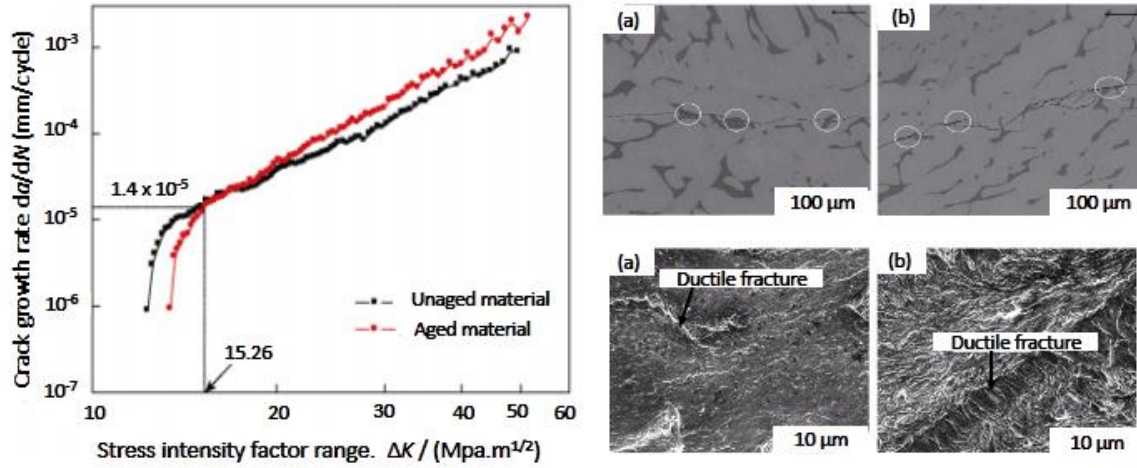 Crack growth rate da/dN (mm/cycle)
10⁻³
10⁻⁴
10⁻⁵
10⁻⁶
10⁻⁷
1.4 x 10⁻⁵
Unaged material
Aged material
15.26
10 20 30 40 50 60
Stress intensity factor range. ΔK / (Mpa.m¹/²)
(a)
100 µm
(b)
100 µm
(a)
Ductile fracture
10 µm
(b)
Ductile fracture
10 µm